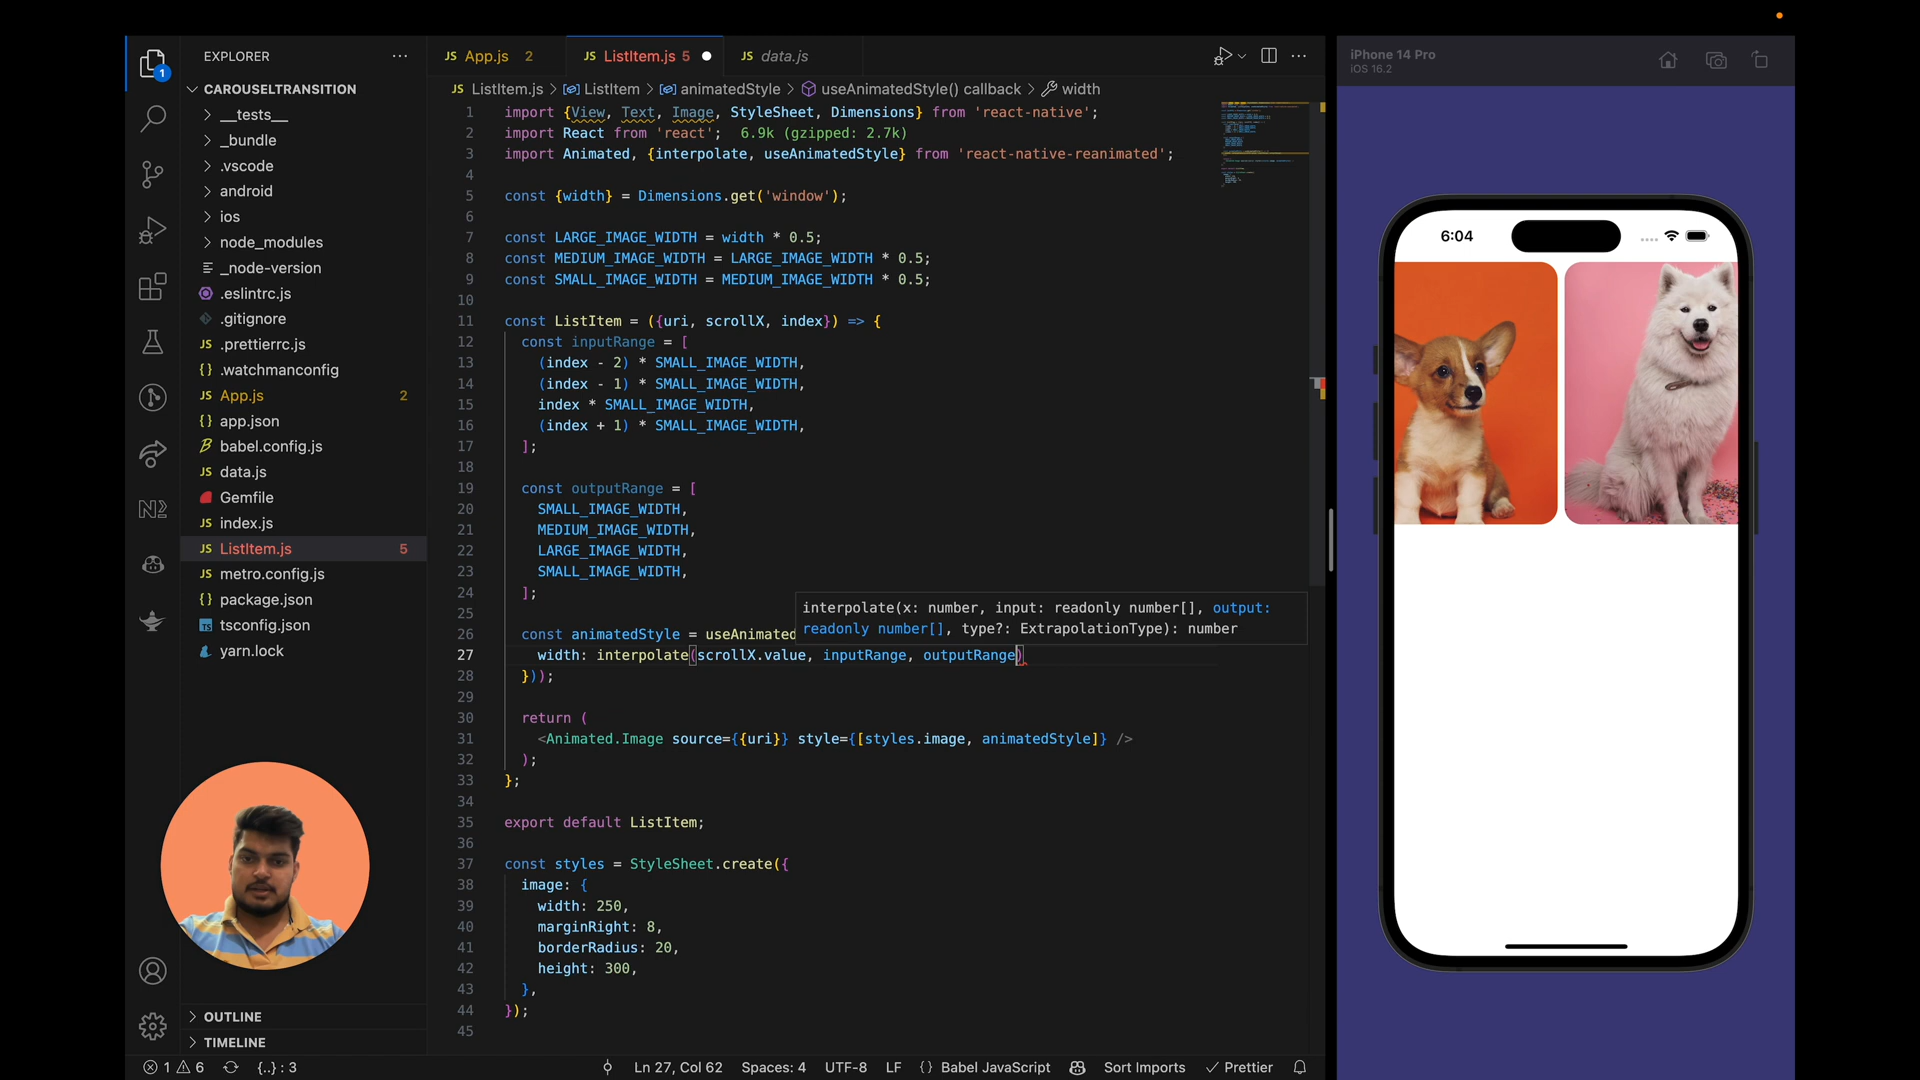 EXPLORER
CAROUSELTRANSITION
__tests__
_bundle
.vscode
android
ios
node_modules
_node-version
.eslintrc.js
.gitignore
.prettierrc.js
{} .watchmanconfig
JS App.js 2
{} app.json
babel.config.js
JS data.js
Gemfile
JS index.js
JS ListItem.js 5
JS metro.config.js
{} package.json
TS tsconfig.json
yarn.lock
OUTLINE
TIMELINE
1
JS App.js 2
JS ListItem.js 5
JS data.js
JS ListItem.js > ListItem > animatedStyle > useAnimatedStyle() callback > width
1 import {View, Text, Image, StyleSheet, Dimensions} from 'react-native';
2 import React from 'react'; 6.9k (gzipped: 2.7k)
3 import Animated, {interpolate, useAnimatedStyle} from 'react-native-reanimated';
4
5 const {width} = Dimensions.get('window');
6
7 const LARGE_IMAGE_WIDTH = width * 0.5;
8 const MEDIUM_IMAGE_WIDTH = LARGE_IMAGE_WIDTH * 0.5;
9 const SMALL_IMAGE_WIDTH = MEDIUM_IMAGE_WIDTH * 0.5;
10
11 const ListItem = ({uri, scrollX, index}) => {
12 const inputRange = [
13 (index - 2) * SMALL_IMAGE_WIDTH,
14 (index - 1) * SMALL_IMAGE_WIDTH,
15 index * SMALL_IMAGE_WIDTH,
16 (index + 1) * SMALL_IMAGE_WIDTH,
17 ];
18
19 const outputRange = [
20 SMALL_IMAGE_WIDTH,
21 MEDIUM_IMAGE_WIDTH,
22 LARGE_IMAGE_WIDTH,
23 SMALL_IMAGE_WIDTH,
24 ];
25
interpolate(x: number, input: readonly number[], output:
readonly number[], type?: ExtrapolationType): number
26 const animatedStyle = useAnimated
27 width: interpolate(scrollX.value, inputRange, outputRange)
28 }));
29
30 return (
31 <Animated.Image source={{uri}} style={[styles.image, animatedStyle]} />
32 );
33 };
34
35 export default ListItem;
36
37 const styles = StyleSheet.create({
38 image: {
39 width: 250,
40 marginRight: 8,
41 borderRadius: 20,
42 height: 300,
43 },
44 });
45
1 6 {..} : 3 Ln 27, Col 62 Spaces: 4 UTF-8 LF {} Babel JavaScript Sort Imports Prettier
iPhone 14 Pro
iOS 16.2
6:04